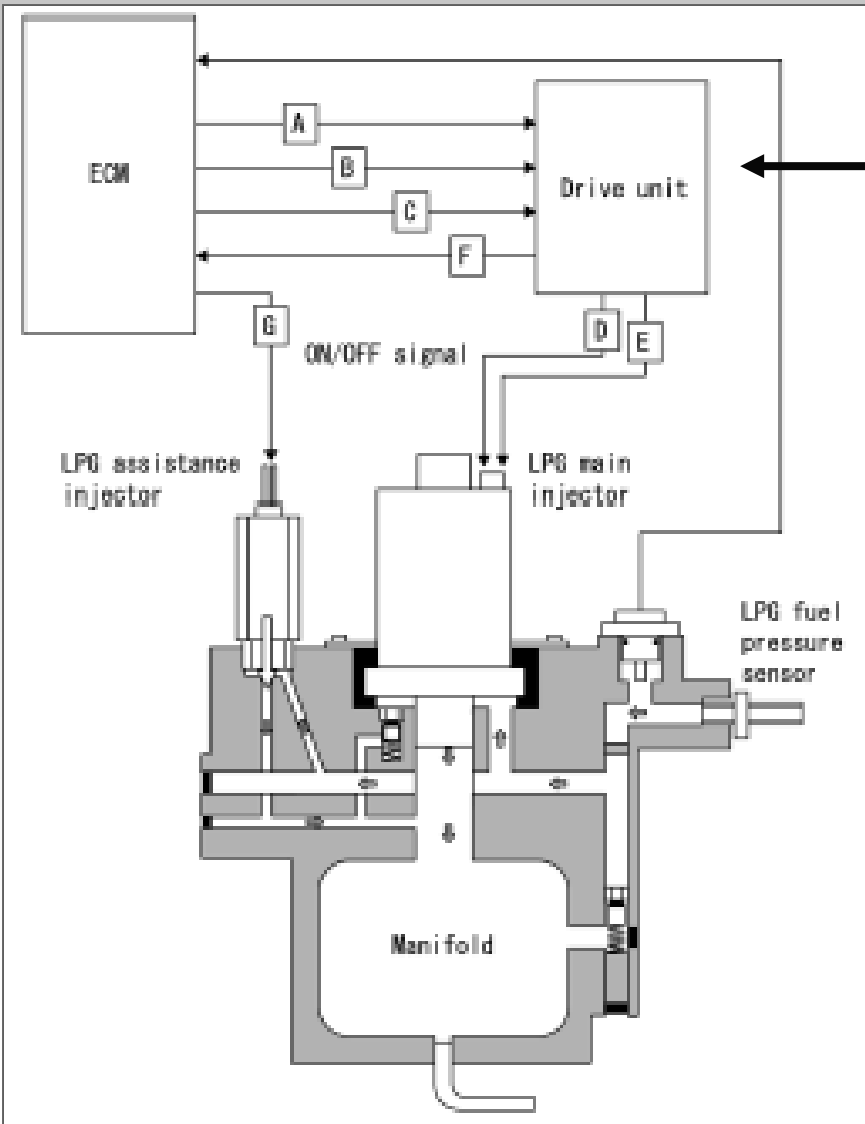 A
B
ECM
Drive unit
C
F
G
D
E
ON/OFF signal
LPG assistance
injector
LPG main
injector
LPG fuel
pressure
sensor
Manifold